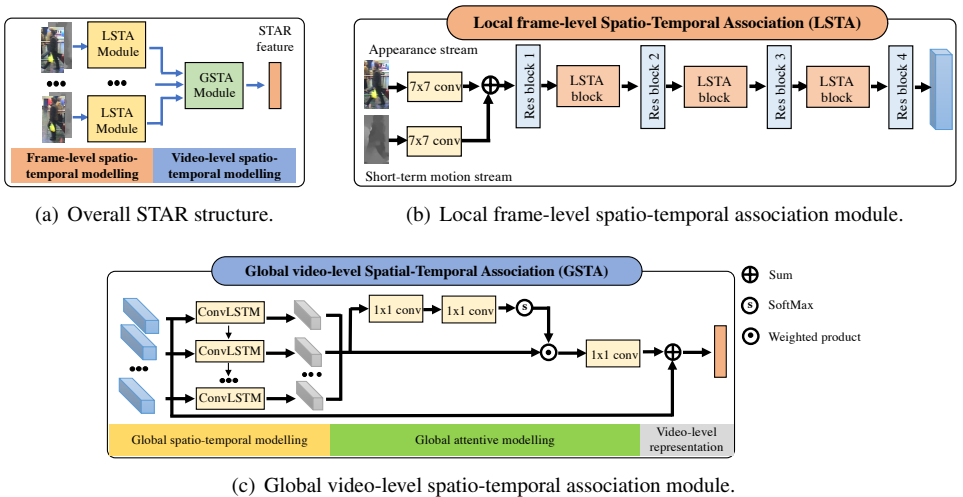 LSTA
Module
•••
•••
LSTA
Module
GSTA
Module
STAR
feature
Frame-level spatio-
temporal modelling
Video-level spatio-
temporal modelling
(a) Overall STAR structure.
Local frame-level Spatio-Temporal Association (LSTA)
Appearance stream
7x7 conv
7x7 conv
Short-term motion stream
Res block 1
LSTA
block
Res block 2
LSTA
block
Res block 3
LSTA
block
Res block 4
(b) Local frame-level spatio-temporal association module.
Global video-level Spatial-Temporal Association (GSTA)
ConvLSTM
ConvLSTM
•••
•••
•••
ConvLSTM
1x1 conv
1x1 conv
S
1x1 conv
Sum
S
SoftMax
Weighted product
Global spatio-temporal modelling
Global attentive modelling
Video-level
representation
(c) Global video-level spatio-temporal association module.